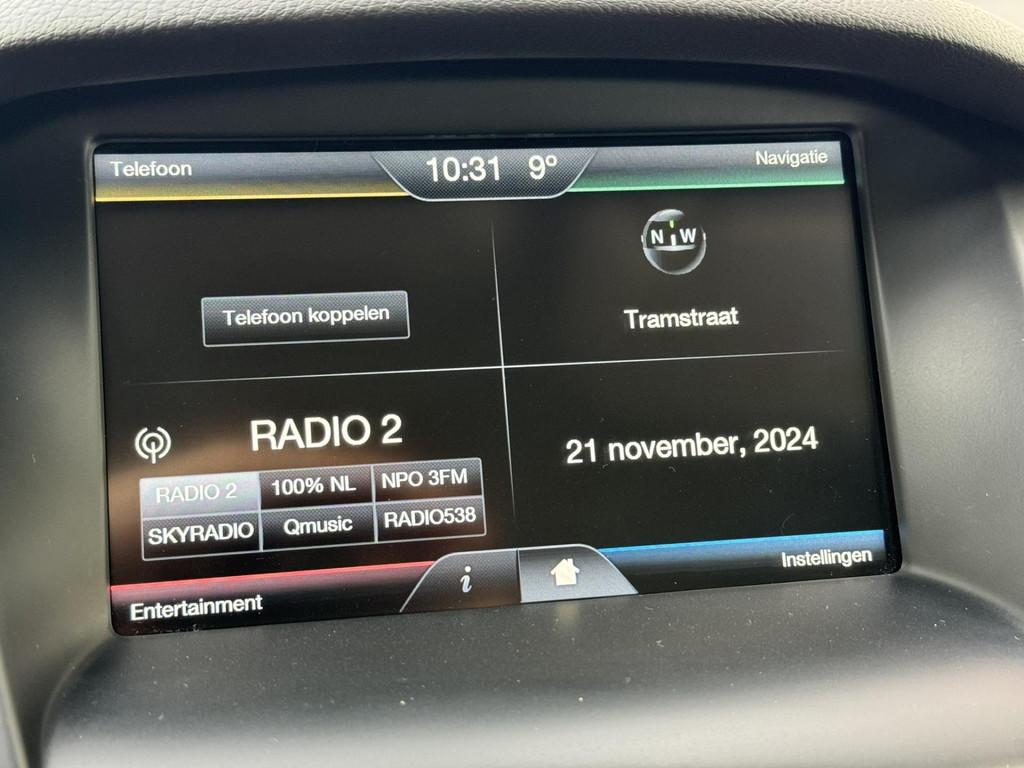 Telefoon
10:31 9°
Navigatie
N W
Telefoon koppelen
Tramstraat
RADIO 2
21 november, 2024
RADIO 2 100% NL NPO 3FM
SKYRADIO Qmusic RADIO538
Entertainment
i
Instellingen